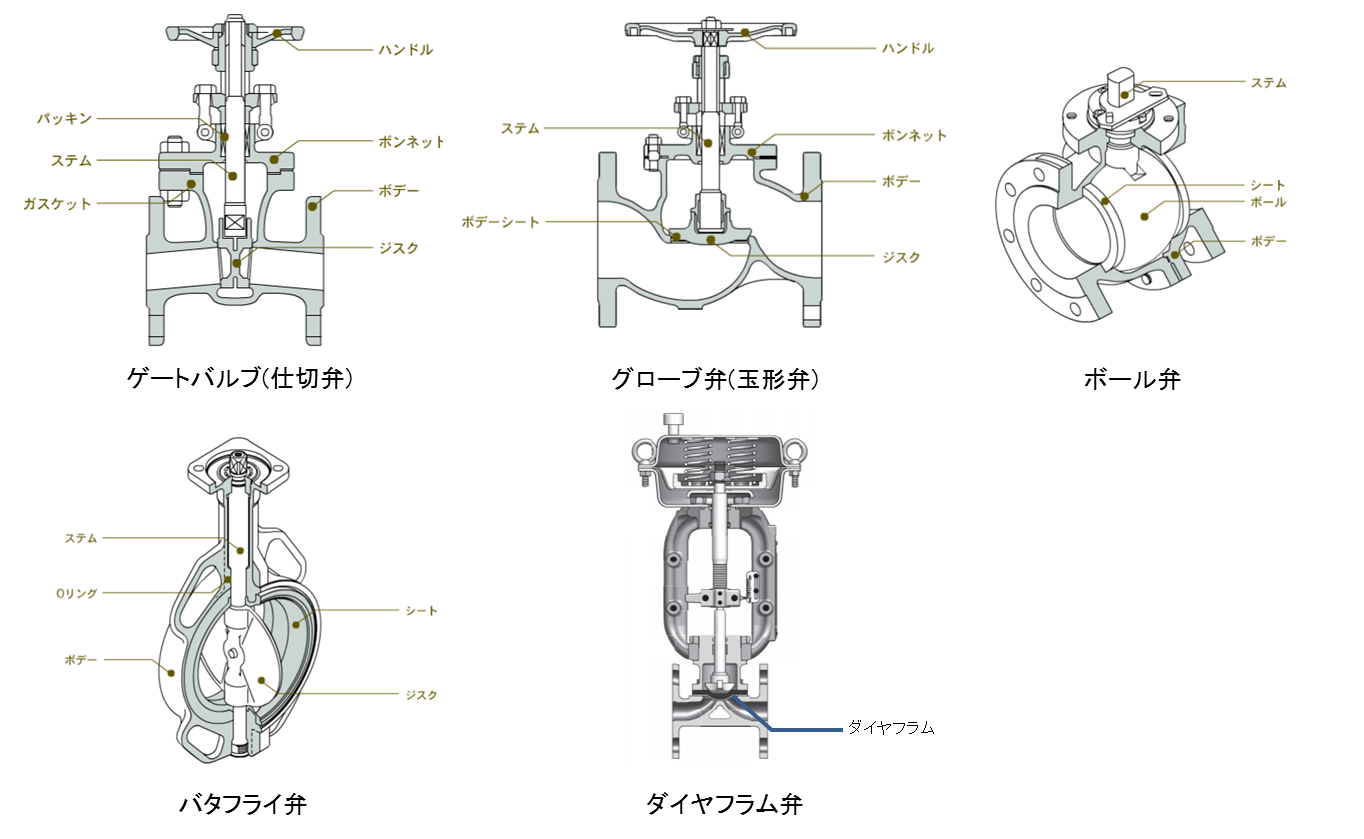 ハンドル
パッキン
ボンネット
ステム
ボデー
ガスケット
ジスク
ゲートバルブ(仕切弁)
ハンドル
ステム
ボンネット
ボデー
ボデーシート
ジスク
グローブ弁(玉形弁)
ステム
シート
ボール
ボデー
ボール弁
ステム
Oリング
シート
ボデー
ジスク
バタフライ弁
ダイヤフラム
ダイヤフラム弁